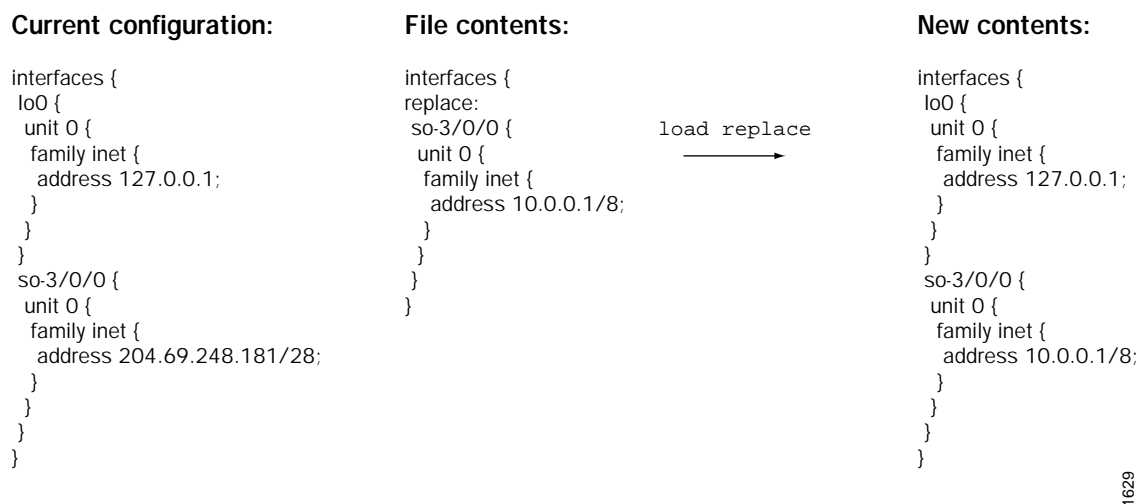 Current configuration:
interfaces {
lo0 {
unit 0 {
family inet {
address 127.0.0.1;
}
}
}
so-3/0/0 {
unit 0 {
family inet {
address 204.69.248.181/28;
}
}
}
}
File contents:
interfaces {
replace:
so-3/0/0 {
unit 0 {
family inet {
address 10.0.0.1/8;
}
}
}
}
load replace
New contents:
interfaces {
lo0 {
unit 0 {
family inet {
address 127.0.0.1;
}
}
}
so-3/0/0 {
unit 0 {
family inet {
address 10.0.0.1/8;
}
}
}
}
1629